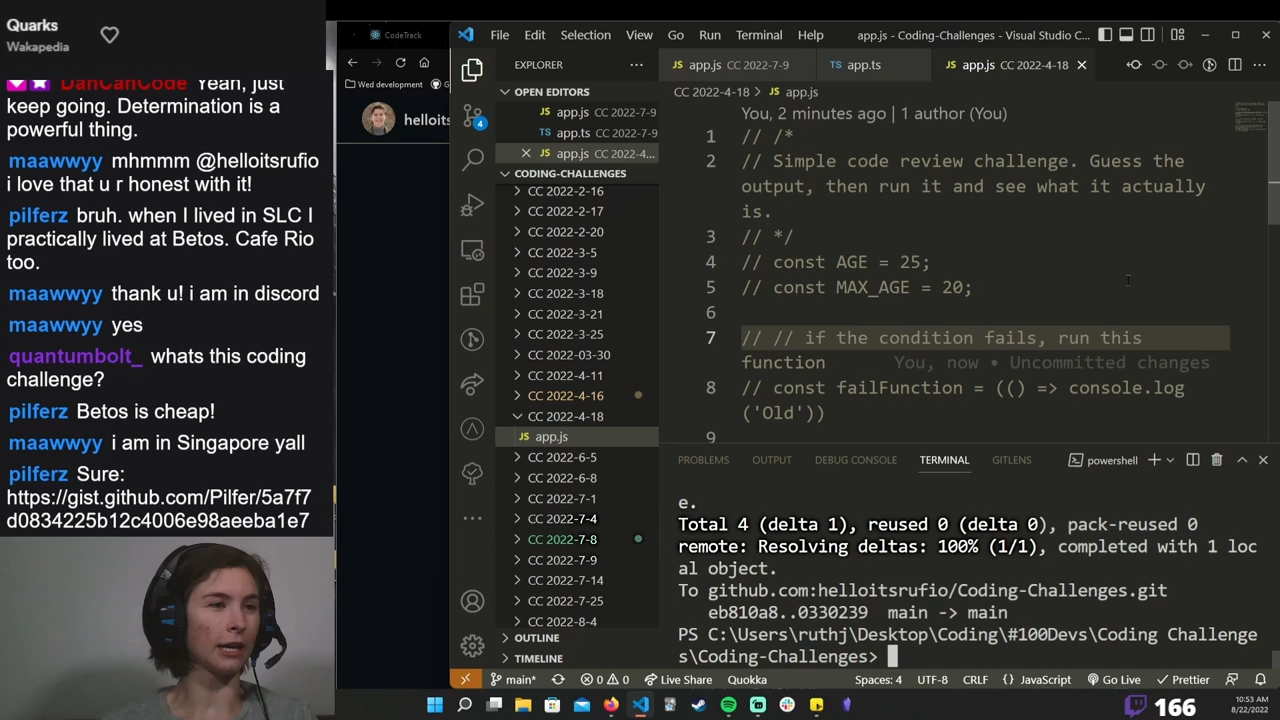 Quarks
Wakapedia
DanCanCode Yeah, just
keep going. Determination is a
powerful thing.
maawwyy mhmmm @helloitsrufio
i love that u r honest with it!
pilferz bruh. when I lived in SLC I
practically lived at Betos. Cafe Rio
too.
maawwyy thank u! i am in discord
maawwyy yes
quantumbolt_ whats this coding
challenge?
pilferz Betos is cheap!
maawwyy i am in Singapore yall
pilferz Sure:
https://gist.github.com/Pilfer/5a7f7
d0834225b12c4006e98aeeba1e7
CodeTrack
Wed development
helloits
File Edit Selection View Go Run Terminal Help
app.js - Coding-Challenges - Visual Studio C...
EXPLORER
OPEN EDITORS
app.js CC 2022-7-9
app.ts CC 2022-7-9
app.js CC 2022-4...
CODING-CHALLENGES
CC 2022-2-16
CC 2022-2-17
CC 2022-2-20
CC 2022-3-5
CC 2022-3-9
CC 2022-3-18
CC 2022-3-21
CC 2022-3-25
CC 2022-03-30
CC 2022-4-11
CC 2022-4-16
CC 2022-4-18
JS app.js
CC 2022-6-5
CC 2022-6-8
CC 2022-7-1
CC 2022-7-4
CC 2022-7-8
CC 2022-7-9
CC 2022-7-14
CC 2022-7-25
CC 2022-8-4
OUTLINE
TIMELINE
4
JS app.js CC 2022-7-9
TS app.ts
JS app.js CC 2022-4-18
CC 2022-4-18 > JS app.js
You, 2 minutes ago | 1 author (You)
1 // /*
2 // Simple code review challenge. Guess the
output, then run it and see what it actually
is.
3 // */
4 // const AGE = 25;
5 // const MAX_AGE = 20;
6
7 // // if the condition fails, run this
function You, now • Uncommitted changes
8 // const failFunction = (() => console.log
('Old'))
9
PROBLEMS OUTPUT DEBUG CONSOLE TERMINAL GITLENS
powershell
e.
Total 4 (delta 1), reused 0 (delta 0), pack-reused 0
remote: Resolving deltas: 100% (1/1), completed with 1 loc
al object.
To github.com:helloitsrufio/Coding-Challenges.git
eb810a8..0330239 main -> main
PS C:\Users\ruthj\Desktop\Coding\#100Devs\Coding Challenge
s\Coding-Challenges>
main* 0 0 Live Share Quokka Spaces: 4 UTF-8 CRLF JavaScript Go Live Prettier
166
10:53 AM
8/22/2022